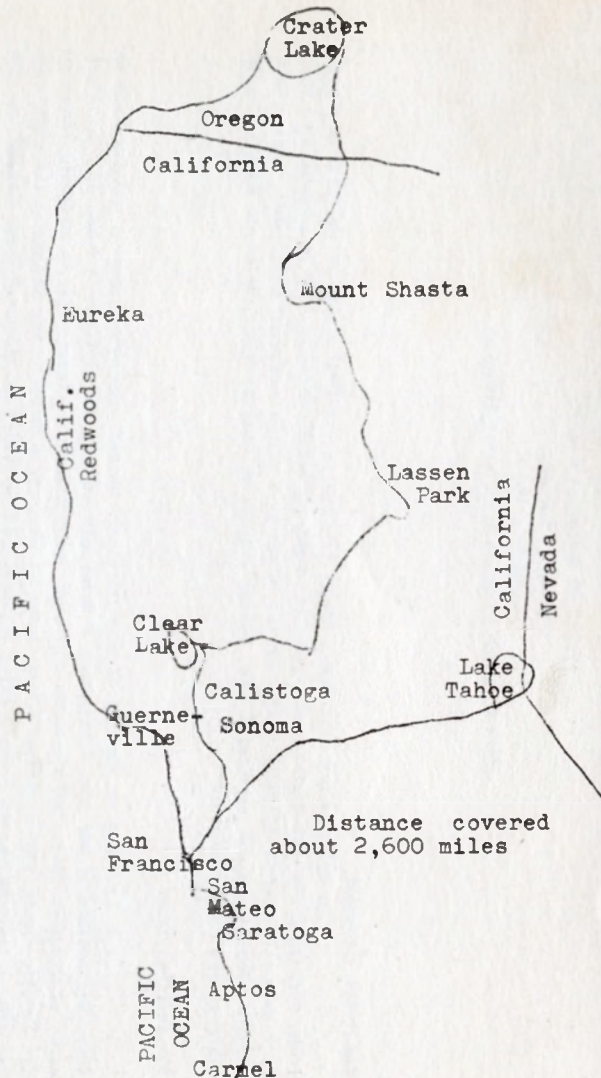 Crater
Lake
Oregon
California
Mount Shasta
Eureka
PACIFIC OCEAN
Calif.
Redwoods
Lassen
Park
California
Nevada
Clear
Lake
Lake
Tahoe
Calistoga
Guerne-
ville
Sonoma
Distance covered
about 2,600 miles
San
Francisco
San
Mateo
Saratoga
PACIFIC
OCEAN
Aptos
Carmel